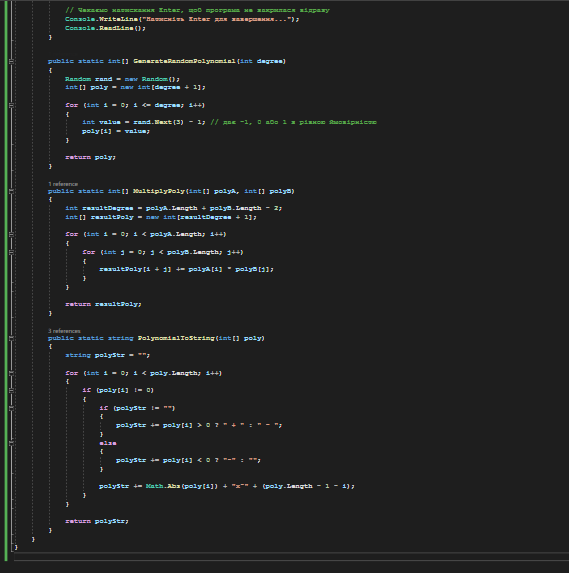 // Чекаємо натискання Enter, щоб програма не закрилася відразу
Console.WriteLine("Натисніть Enter для завершення...");
Console.ReadLine();
}
public static int[] GenerateRandomPolynomial(int degree)
{
Random rand = new Random();
int[] poly = new int[degree + 1];
for (int i = 0; i <= degree; i++)
{
int value = rand.Next(3) - 1; // дає -1, 0 або 1 з рівною ймовірністю
poly[i] = value;
}
return poly;
}
1 reference
public static int[] MultiplyPoly(int[] polyA, int[] polyB)
{
int resultDegree = polyA.Length + polyB.Length - 2;
int[] resultPoly = new int[resultDegree + 1];
for (int i = 0; i < polyA.Length; i++)
{
for (int j = 0; j < polyB.Length; j++)
{
resultPoly[i + j] += polyA[i] * polyB[j];
}
}
return resultPoly;
}
3 references
public static string PolynomialToString(int[] poly)
{
string polyStr = "";
for (int i = 0; i < poly.Length; i++)
{
if (poly[i] != 0)
{
if (polyStr != "")
{
polyStr += poly[i] > 0 ? " + " : " - ";
}
else
{
polyStr += poly[i] < 0 ? "-" : "";
}
polyStr += Math.Abs(poly[i]) + "x^" + (poly.Length - 1 - i);
}
}
return polyStr;
}
}
}